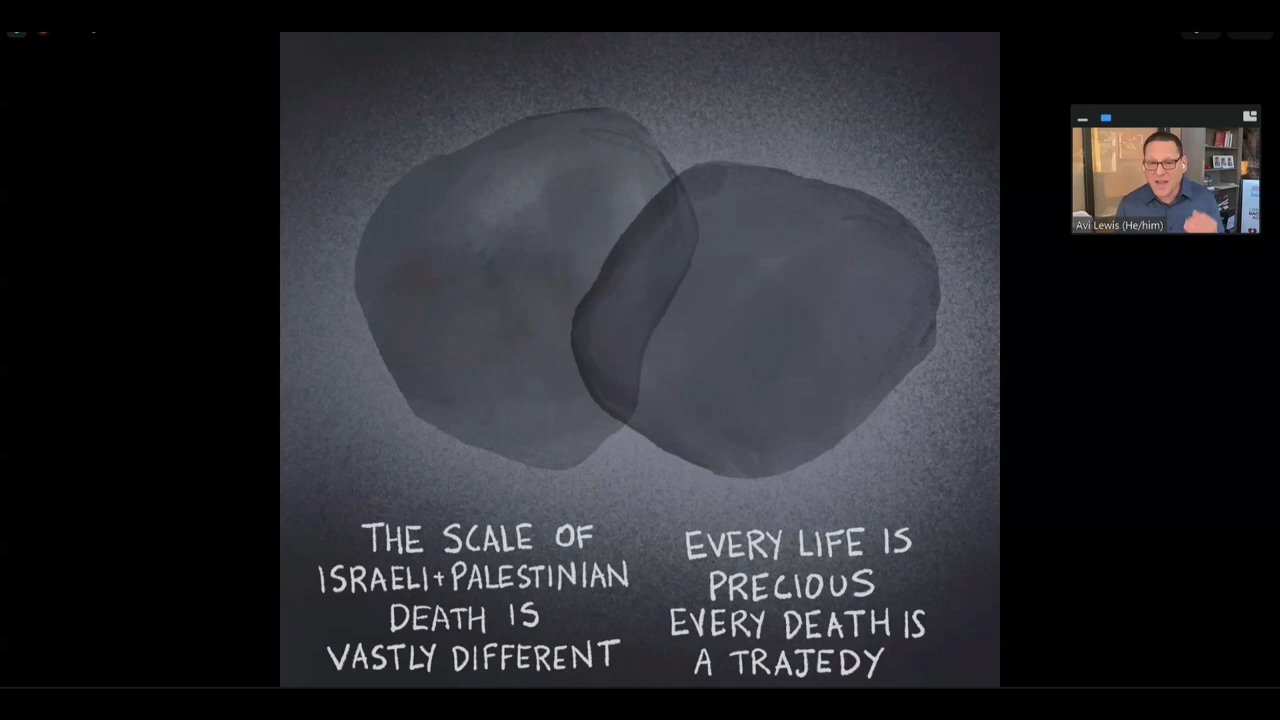 THE SCALE OF
ISRAELI + PALESTINIAN
DEATH IS
VASTLY DIFFERENT
EVERY LIFE IS
PRECIOUS
EVERY DEATH IS
A TRAJEDY
Avi Lewis (He/him)